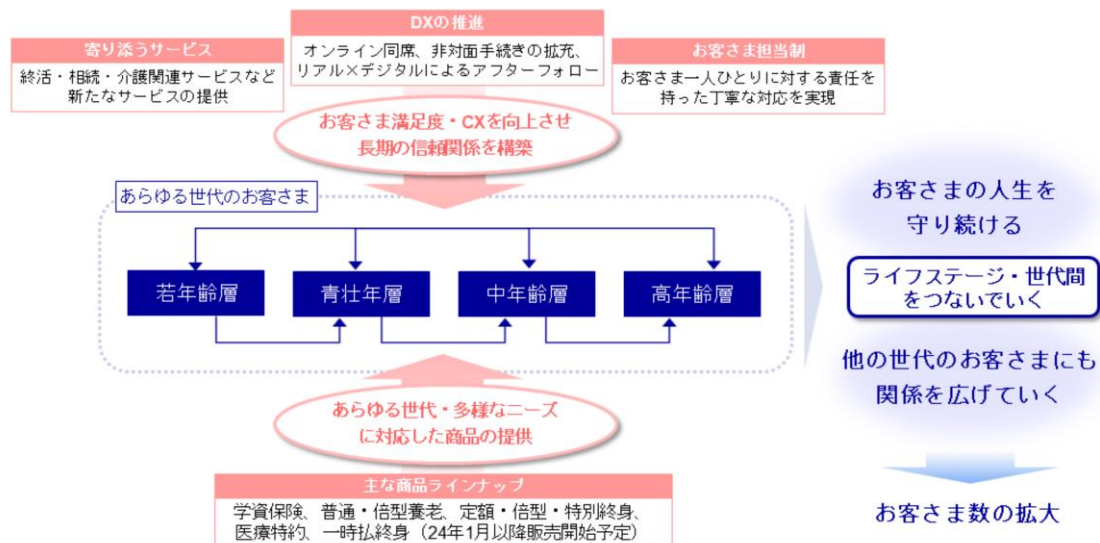 DXの推進
オンライン同席、非対面手続きの拡充、
リアル×デジタルによるアフターフォロー
寄り添うサービス
終活・相続・介護関連サービスなど
新たなサービスの提供
お客さま担当制
お客さま一人ひとりに対する責任を
持った丁寧な対応を実現
お客さま満足度・CXを向上させ
長期の信頼関係を構築
あらゆる世代のお客さま
若年齢層
青壮年層
中年齢層
高年齢層
あらゆる世代・多様なニーズ
に対応した商品の提供
主な商品ラインナップ
学資保険、普通・倍型養老、定額・倍型・特別終身、
医療特約、一時払終身（24年1月以降販売開始予定）
お客さまの人生を
守り続ける
ライフステージ・世代間
をつないでいく
他の世代のお客さまにも
関係を広げていく
お客さま数の拡大